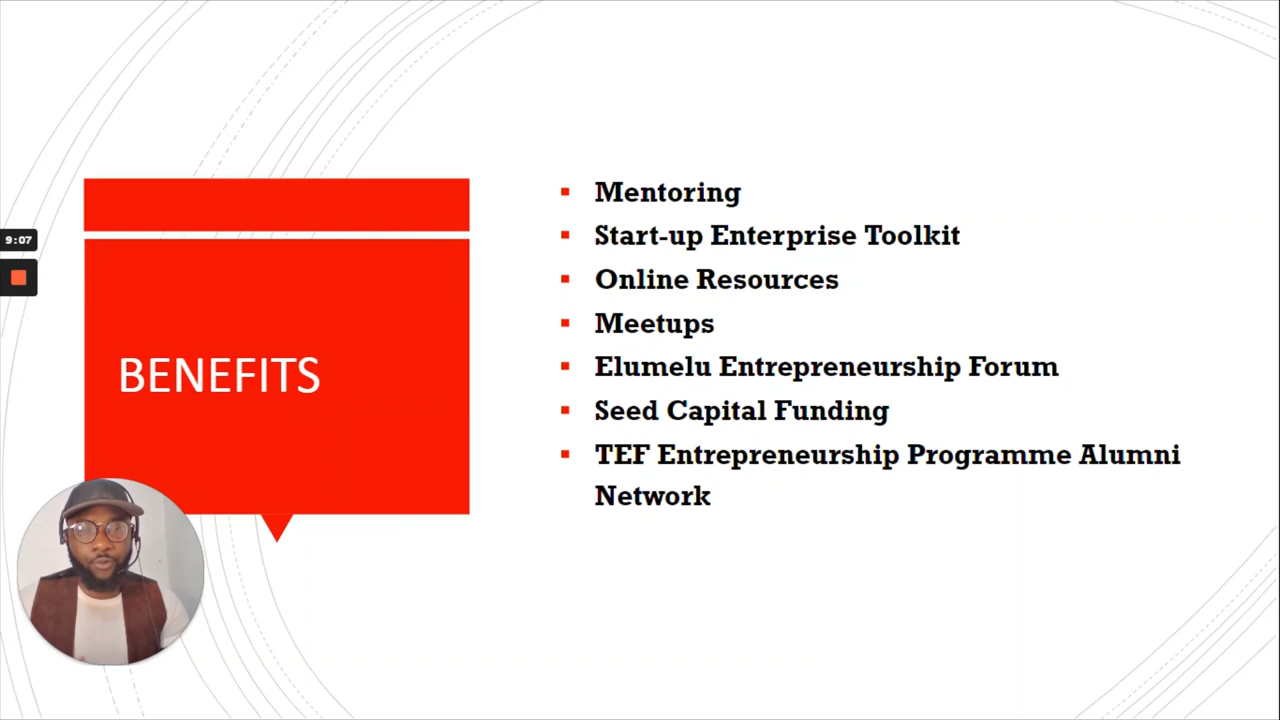 9:07
BENEFITS
Mentoring
Start-up Enterprise Toolkit
Online Resources
Meetups
Elumelu Entrepreneurship Forum
Seed Capital Funding
TEF Entrepreneurship Programme Alumni
Network